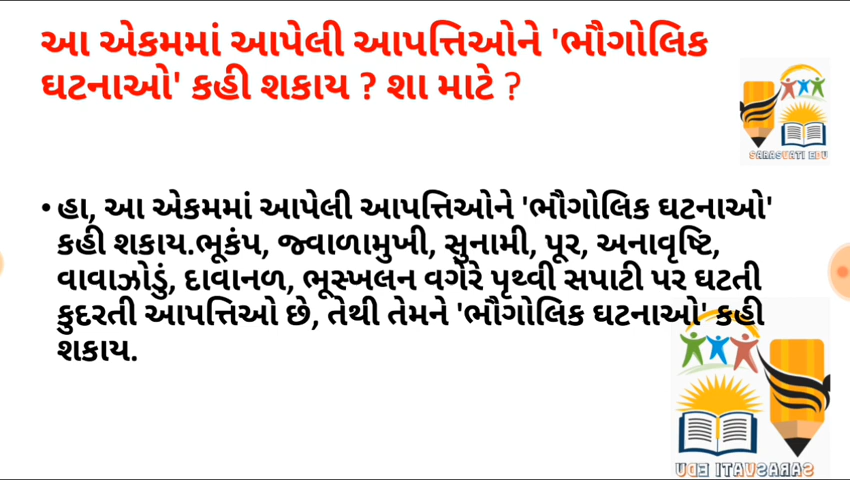 આ એકમમાં આપેલી આપત્તિઓને 'ભૌગોલિક
ઘટનાઓ' કહી શકાય ? શા માટે ?
SARASVATI EDU
• હા, આ એકમમાં આપેલી આપત્તિઓને 'ભૌગોલિક ઘટનાઓ'
કહી શકાય.ભૂકંપ, જ્વાળામુખી, સુનામી, પૂર, અનાવૃષ્ટિ,
વાવાઝોડું, દાવાનળ, ભૂસ્ખલન વગેરે પૃથ્વી સપાટી પર ઘટતી
કુદરતી આપત્તિઓ છે, તેથી તેમને 'ભૌગોલિક ઘટનાઓ' કહી
શકાય.
SARASVATI EDU